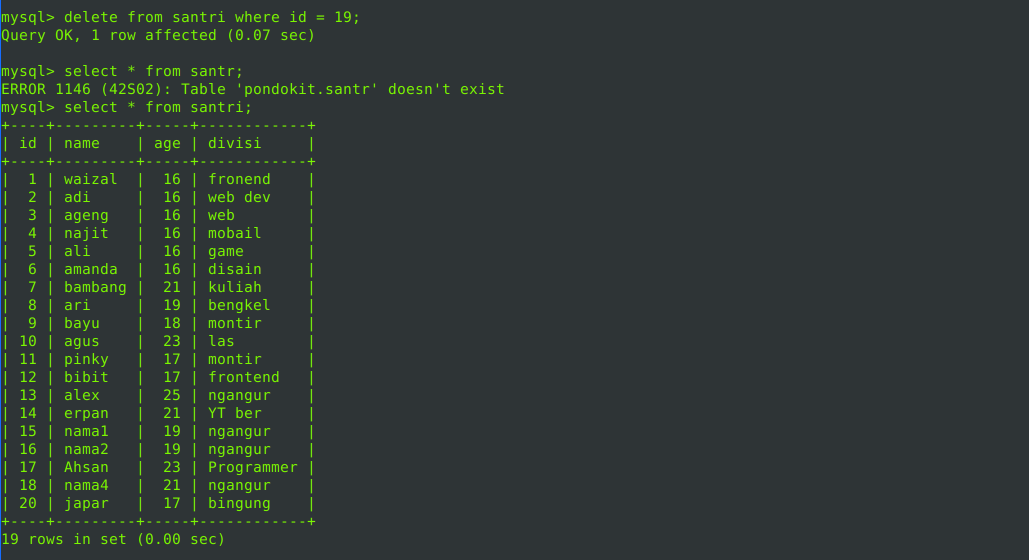 mysql> delete from santri where id = 19;
Query OK, 1 row affected (0.07 sec)

mysql> select * from santr;
ERROR 1146 (42S02): Table 'pondokit.santr' doesn't exist
mysql> select * from santri;
+----+---------+-----+------------+
| id | name    | age | divisi     |
+----+---------+-----+------------+
|  1 | waizal  |  16 | fronend    |
|  2 | adi     |  16 | web dev    |
|  3 | ageng   |  16 | web        |
|  4 | najit   |  16 | mobail     |
|  5 | ali     |  16 | game       |
|  6 | amanda  |  16 | disain     |
|  7 | bambang |  21 | kuliah     |
|  8 | ari     |  19 | bengkel    |
|  9 | bayu    |  18 | montir     |
| 10 | agus    |  23 | las        |
| 11 | pinky   |  17 | montir     |
| 12 | bibit   |  17 | frontend   |
| 13 | alex    |  25 | ngangur    |
| 14 | erpan   |  21 | YT ber     |
| 15 | nama1   |  19 | ngangur    |
| 16 | nama2   |  19 | ngangur    |
| 17 | Ahsan   |  23 | Programmer |
| 18 | nama4   |  21 | ngangur    |
| 20 | japar   |  17 | bingung    |
+----+---------+-----+------------+
19 rows in set (0.00 sec)